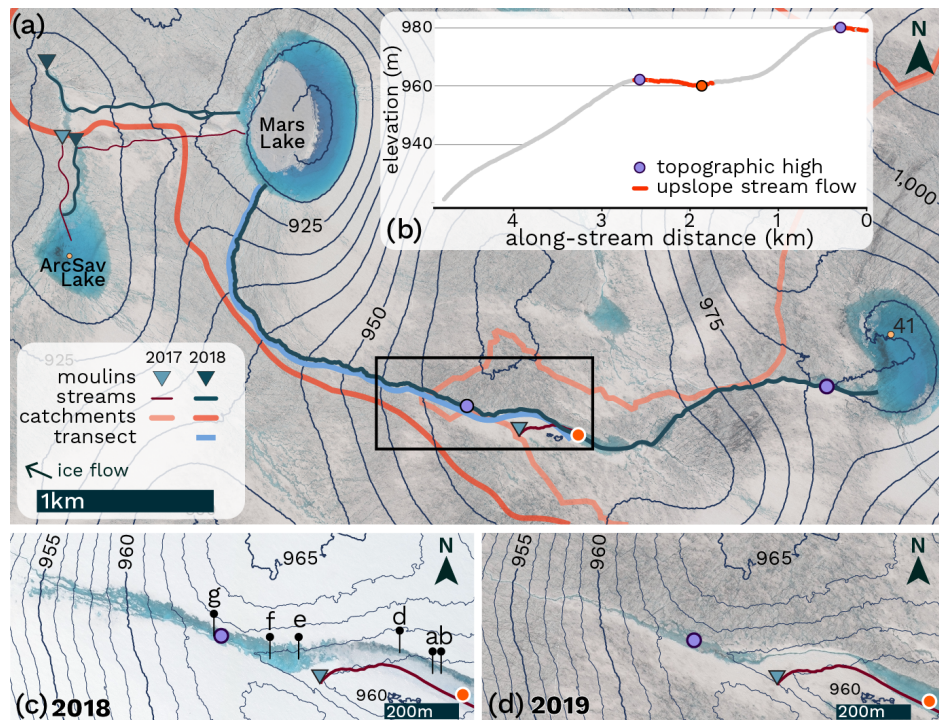 (a)
980
N
elevation (m)
960
940
Mars
Lake
topographic high
upslope stream flow
1,000
925
4 3 2 1 0
(b)
along-stream distance (km)
ArcSav
Lake
950
975
41
925
2017 2018
moulins
streams
catchments
transect
ice flow
1km
955
960
965
N
g
f
e
d
a b
960
(c) 2018
200m
955
960
965
N
960
(d) 2019
200m